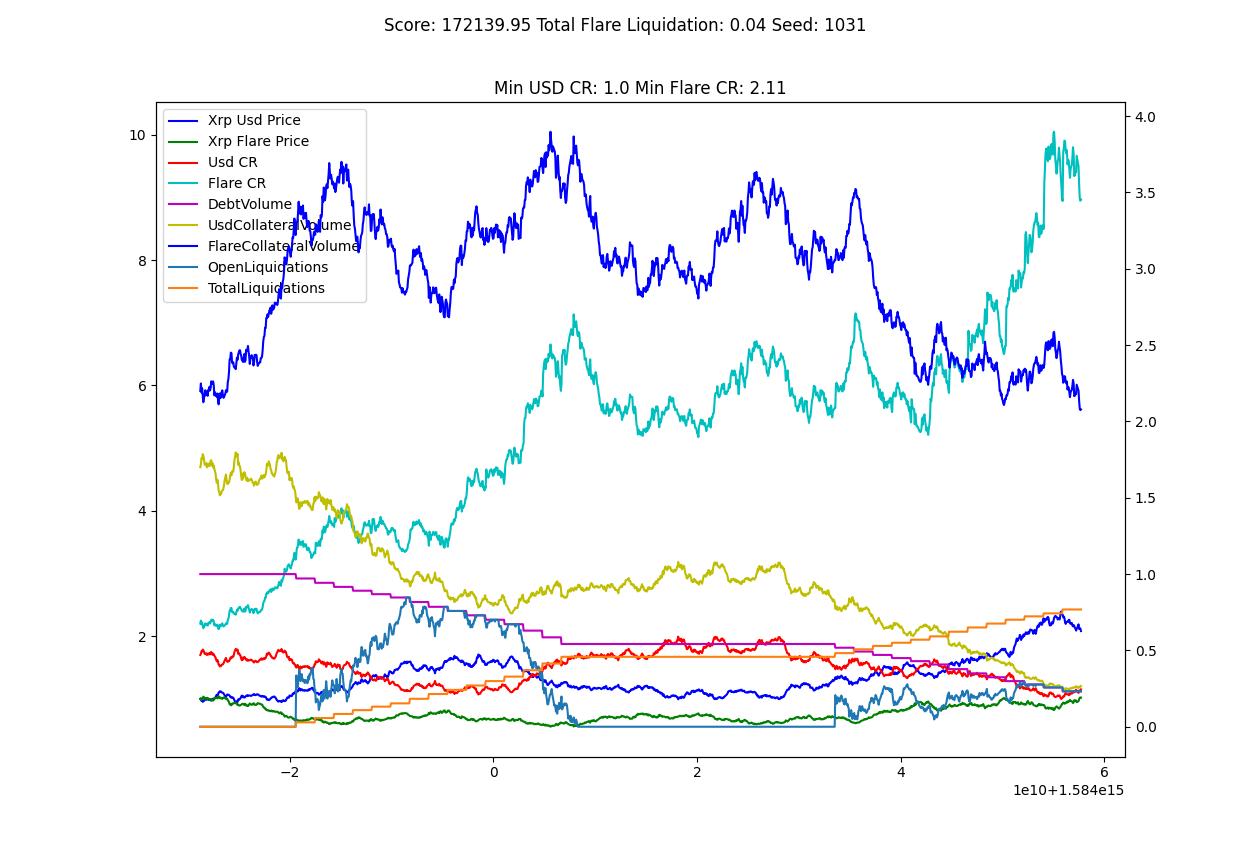 Score: 172139.95 Total Flare Liquidation: 0.04 Seed: 1031
Min USD CR: 1.0 Min Flare CR: 2.11
Xrp Usd Price
Xrp Flare Price
Usd CR
Flare CR
DebtVolume
UsdCollateralVolume
FlareCollateralVolume
OpenLiquidations
TotalLiquidations
10
8
6
4
2
4.0
3.5
3.0
2.5
2.0
1.5
1.0
0.5
0.0
−2
0
2
4
6
1e10+1.584e15